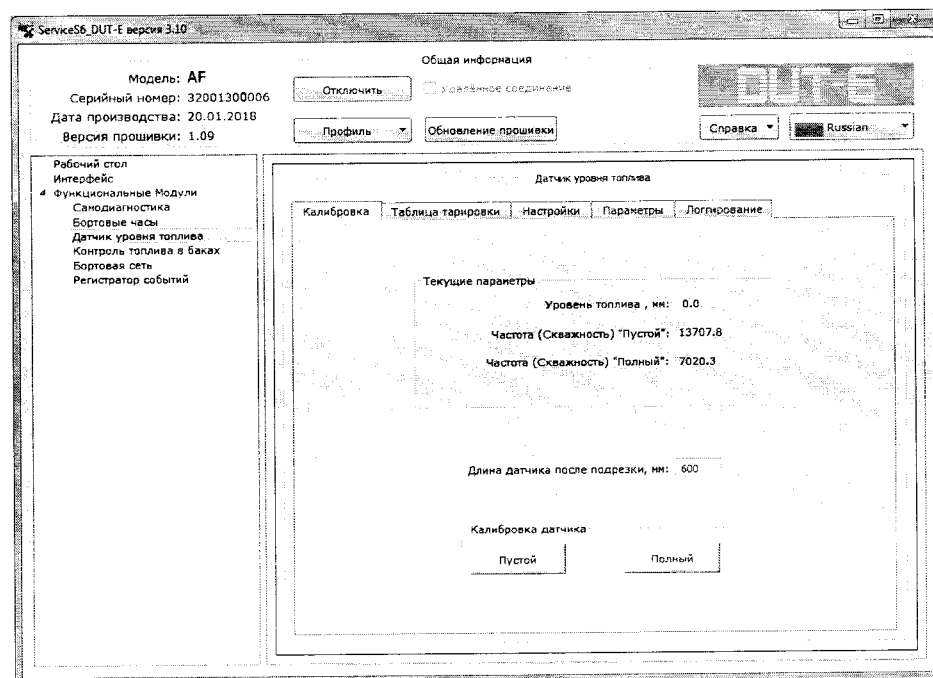 ServiceS6_DUT-E версия 3.10
Общая информация
Модель: AF
Серийный номер: 32001300006
Дата производства: 20.01.2018
Версия прошивки: 1.09
Отключить
Удалённое соединение
DUT-E
Профиль
Обновление прошивки
Справка
Russian
Рабочий стол
Интерфейс
Функциональные Модули
Самодиагностика
Бортовые часы
Датчик уровня топлива
Контроль топлива в баках
Бортовая сеть
Регистратор событий
Датчик уровня топлива
Калибровка
Таблица тарировки
Настройки
Параметры
Логгирование
Текущие параметры
Уровень топлива , мм: 0.0
Частота (Скважность) "Пустой": 13707.8
Частота (Скважность) "Полный": 7020.3
Длина датчика после подрезки, мм: 600
Калибровка датчика
Пустой
Полный